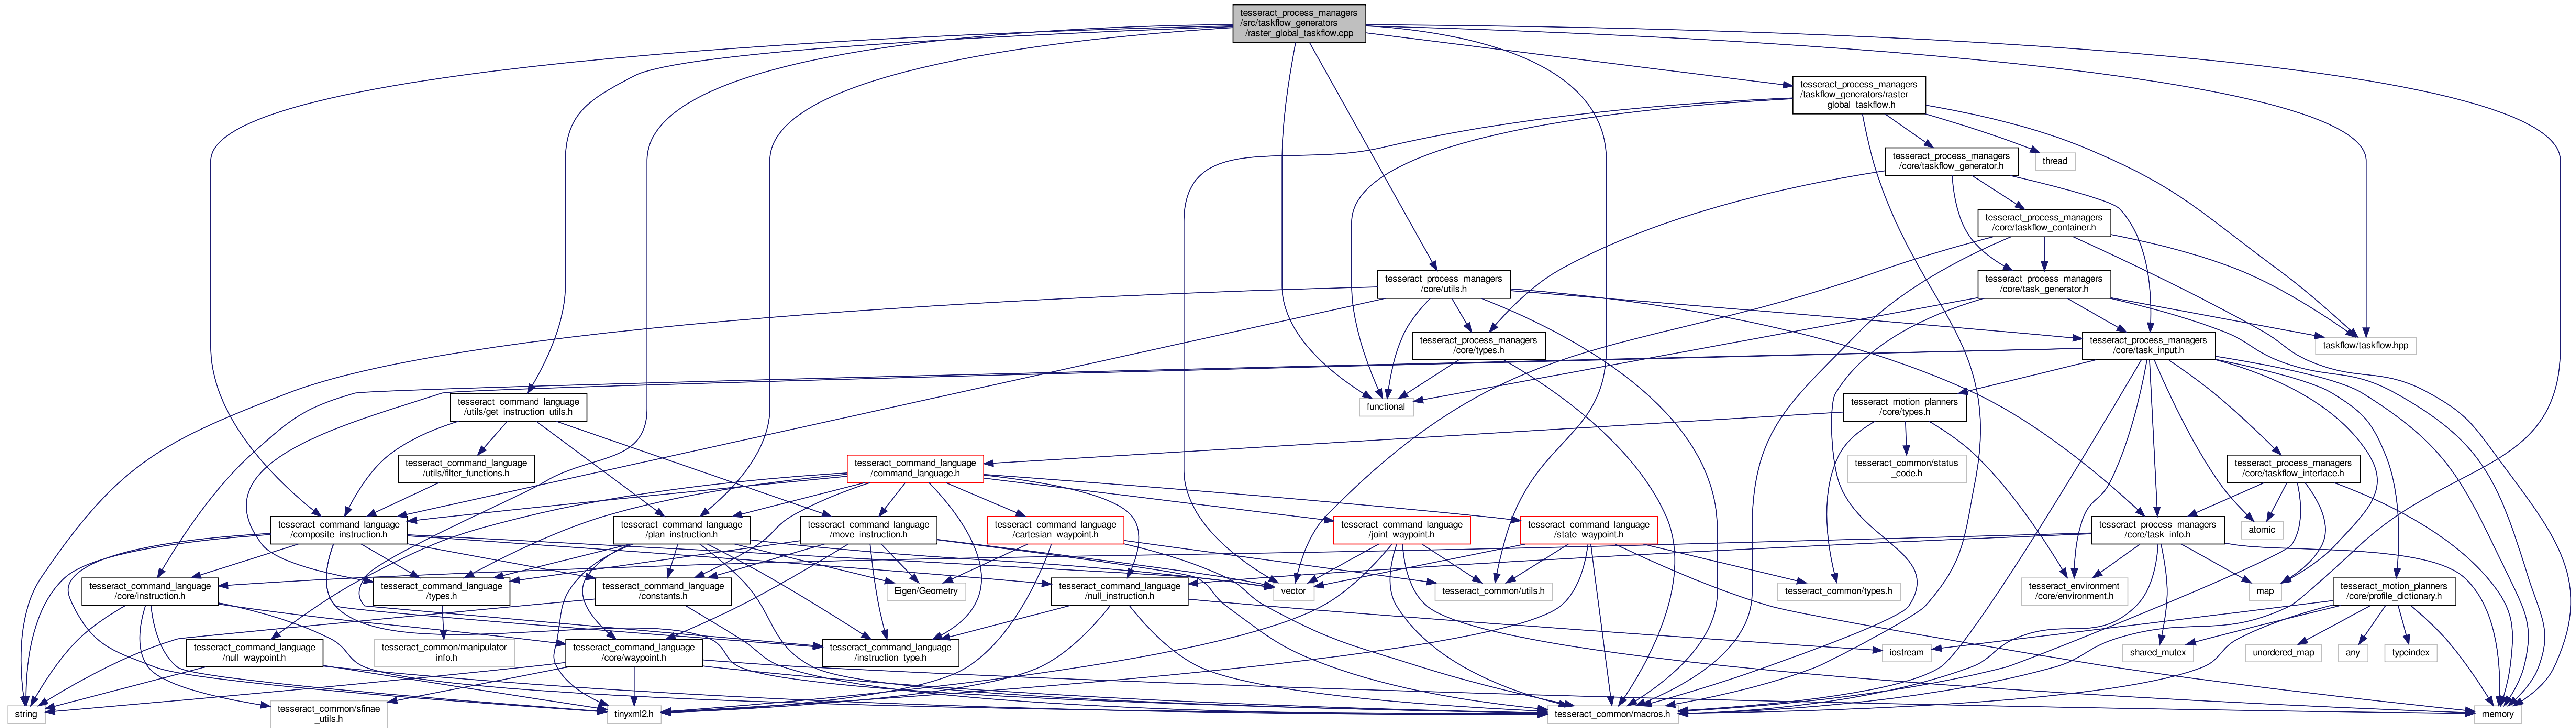 tesseract_process_managers
/src/taskflow_generators
/raster_global_taskflow.cpp
tesseract_process_managers
/taskflow_generators/raster
_global_taskflow.h
tesseract_process_managers
/core/taskflow_generator.h
thread
tesseract_process_managers
/core/taskflow_container.h
tesseract_process_managers
/core/utils.h
tesseract_process_managers
/core/task_generator.h
tesseract_process_managers
/core/types.h
tesseract_process_managers
/core/task_input.h
taskflow/taskflow.hpp
tesseract_command_language
/utils/get_instruction_utils.h
functional
tesseract_motion_planners
/core/types.h
tesseract_command_language
/utils/filter_functions.h
tesseract_command_language
/command_language.h
tesseract_common/status
_code.h
tesseract_process_managers
/core/taskflow_interface.h
tesseract_command_language
/composite_instruction.h
tesseract_command_language
/plan_instruction.h
tesseract_command_language
/move_instruction.h
tesseract_command_language
/cartesian_waypoint.h
tesseract_command_language
/joint_waypoint.h
tesseract_command_language
/state_waypoint.h
tesseract_process_managers
/core/task_info.h
atomic
tesseract_command_language
/core/instruction.h
tesseract_command_language
/types.h
tesseract_command_language
/constants.h
Eigen/Geometry
tesseract_command_language
/null_instruction.h
vector
tesseract_common/utils.h
tesseract_common/types.h
tesseract_environment
/core/environment.h
map
tesseract_motion_planners
/core/profile_dictionary.h
tesseract_command_language
/null_waypoint.h
tesseract_common/manipulator
_info.h
tesseract_command_language
/core/waypoint.h
tesseract_command_language
/instruction_type.h
iostream
shared_mutex
unordered_map
any
typeindex
string
tesseract_common/sfinae
_utils.h
tinyxml2.h
tesseract_common/macros.h
memory